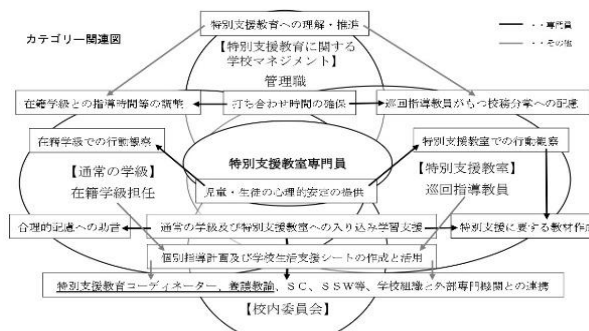 特別支援教育への理解・推進
カテゴリー関連図
・・専門員
・・その他
【特別支援教育に関する
学校マネジメント】
管理職
在籍学級との指導時間等の調整
打ち合わせ時間の確保
巡回指導教員がもつ校務分掌への配慮
在籍学級での行動観察
特別支援教室での行動観察
特別支援教室専門員
【通常の学級】
在籍学級担任
【特別支援教室】
巡回指導教員
児童・生徒の心理的安定の提供
合理的配慮への助言
通常の学級及び特別支援教室への入り込み学習支援
特別支援に要する教材作成
個別指導計画及び学校生活支援シートの作成と活用
特別支援教育コーディネーター、養護教諭、SC、SSW等、学校組織と外部専門機関との連携
【校内委員会】